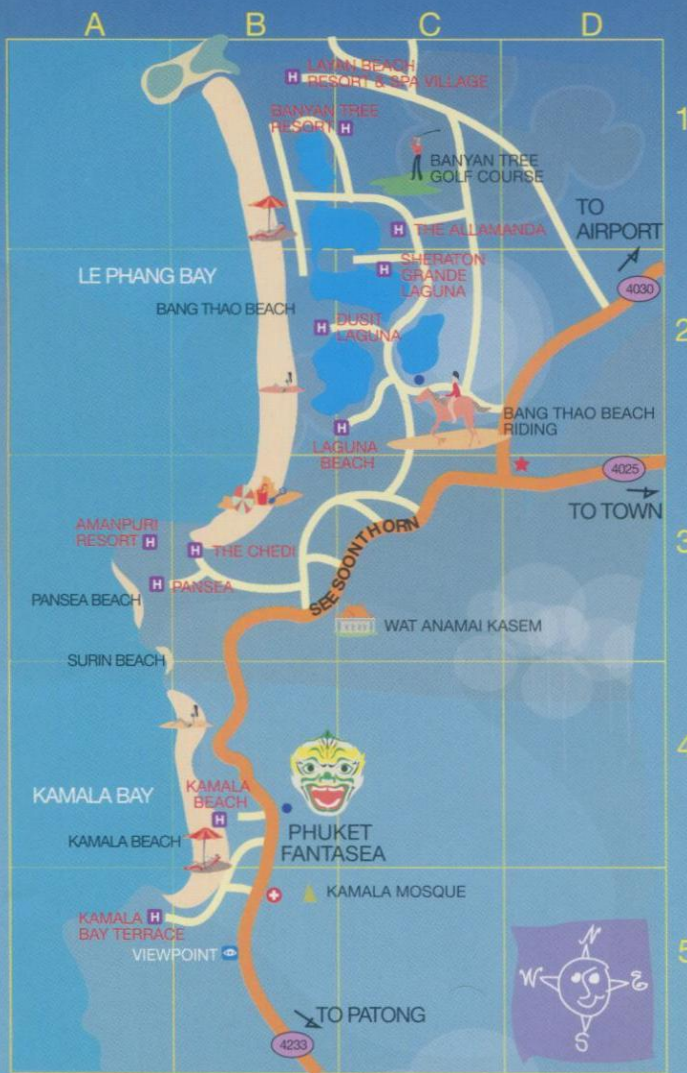 A B C D
1
LAYAN BEACH
RESORT & SPA VILLAGE
BANYAN TREE
RESORT
BANYAN TREE
GOLF COURSE
THE ALLAMANDA
TO
AIRPORT
4030
LE PHANG BAY
BANG THAO BEACH
SHERATON
GRANDE
LAGUNA
DUSIT
LAGUNA
2
LAGUNA
BEACH
BANG THAO BEACH
RIDING
4025
TO TOWN
AMANPURI
RESORT
THE CHEDI
PANSEA
3
PANSEA BEACH
SEE SOONTHORN
WAT ANAMAI KASEM
SURIN BEACH
4
KAMALA BAY
KAMALA
BEACH
KAMALA BEACH
PHUKET
FANTASEA
KAMALA MOSQUE
KAMALA
BAY TERRACE
VIEWPOINT
5
N
W E
S
TO PATONG
4233
H
H
H
H
H
H
H
H
H
H
H